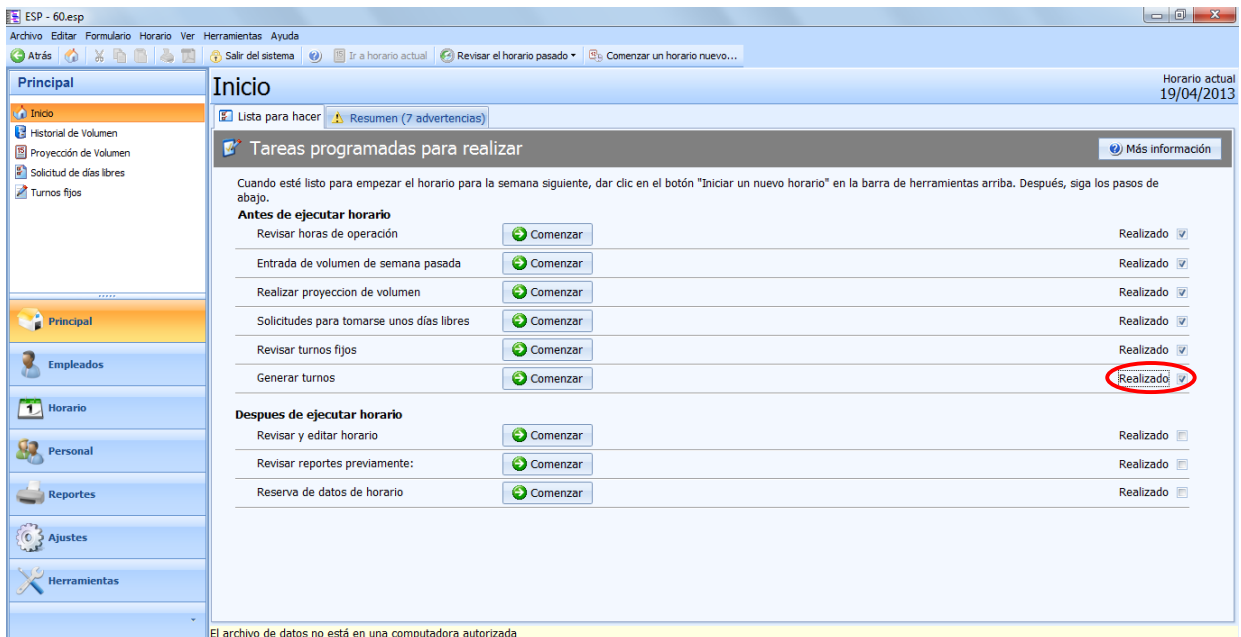 ESP - 60.esp
Archivo Editar Formulario Horario Ver Herramientas Ayuda
Atrás Salir del sistema Ir a horario actual Revisar el horario pasado Comenzar un horario nuevo...
Principal
Inicio
Historial de Volumen
Proyección de Volumen
Solicitud de días libres
Turnos fijos
Principal
Empleados
Horario
Personal
Reportes
Ajustes
Herramientas
Inicio
Horario actual
19/04/2013
Lista para hacer Resumen (7 advertencias)
Tareas programadas para realizar Más información
Cuando esté listo para empezar el horario para la semana siguiente, dar clic en el botón "Iniciar un nuevo horario" en la barra de herramientas arriba. Después, siga los pasos de
abajo.
Antes de ejecutar horario
Revisar horas de operación Comenzar Realizado
Entrada de volumen de semana pasada Comenzar Realizado
Realizar proyeccion de volumen Comenzar Realizado
Solicitudes para tomarse unos días libres Comenzar Realizado
Revisar turnos fijos Comenzar Realizado
Generar turnos Comenzar Realizado
Despues de ejecutar horario
Revisar y editar horario Comenzar Realizado
Revisar reportes previamente: Comenzar Realizado
Reserva de datos de horario Comenzar Realizado
El archivo de datos no está en una computadora autorizada